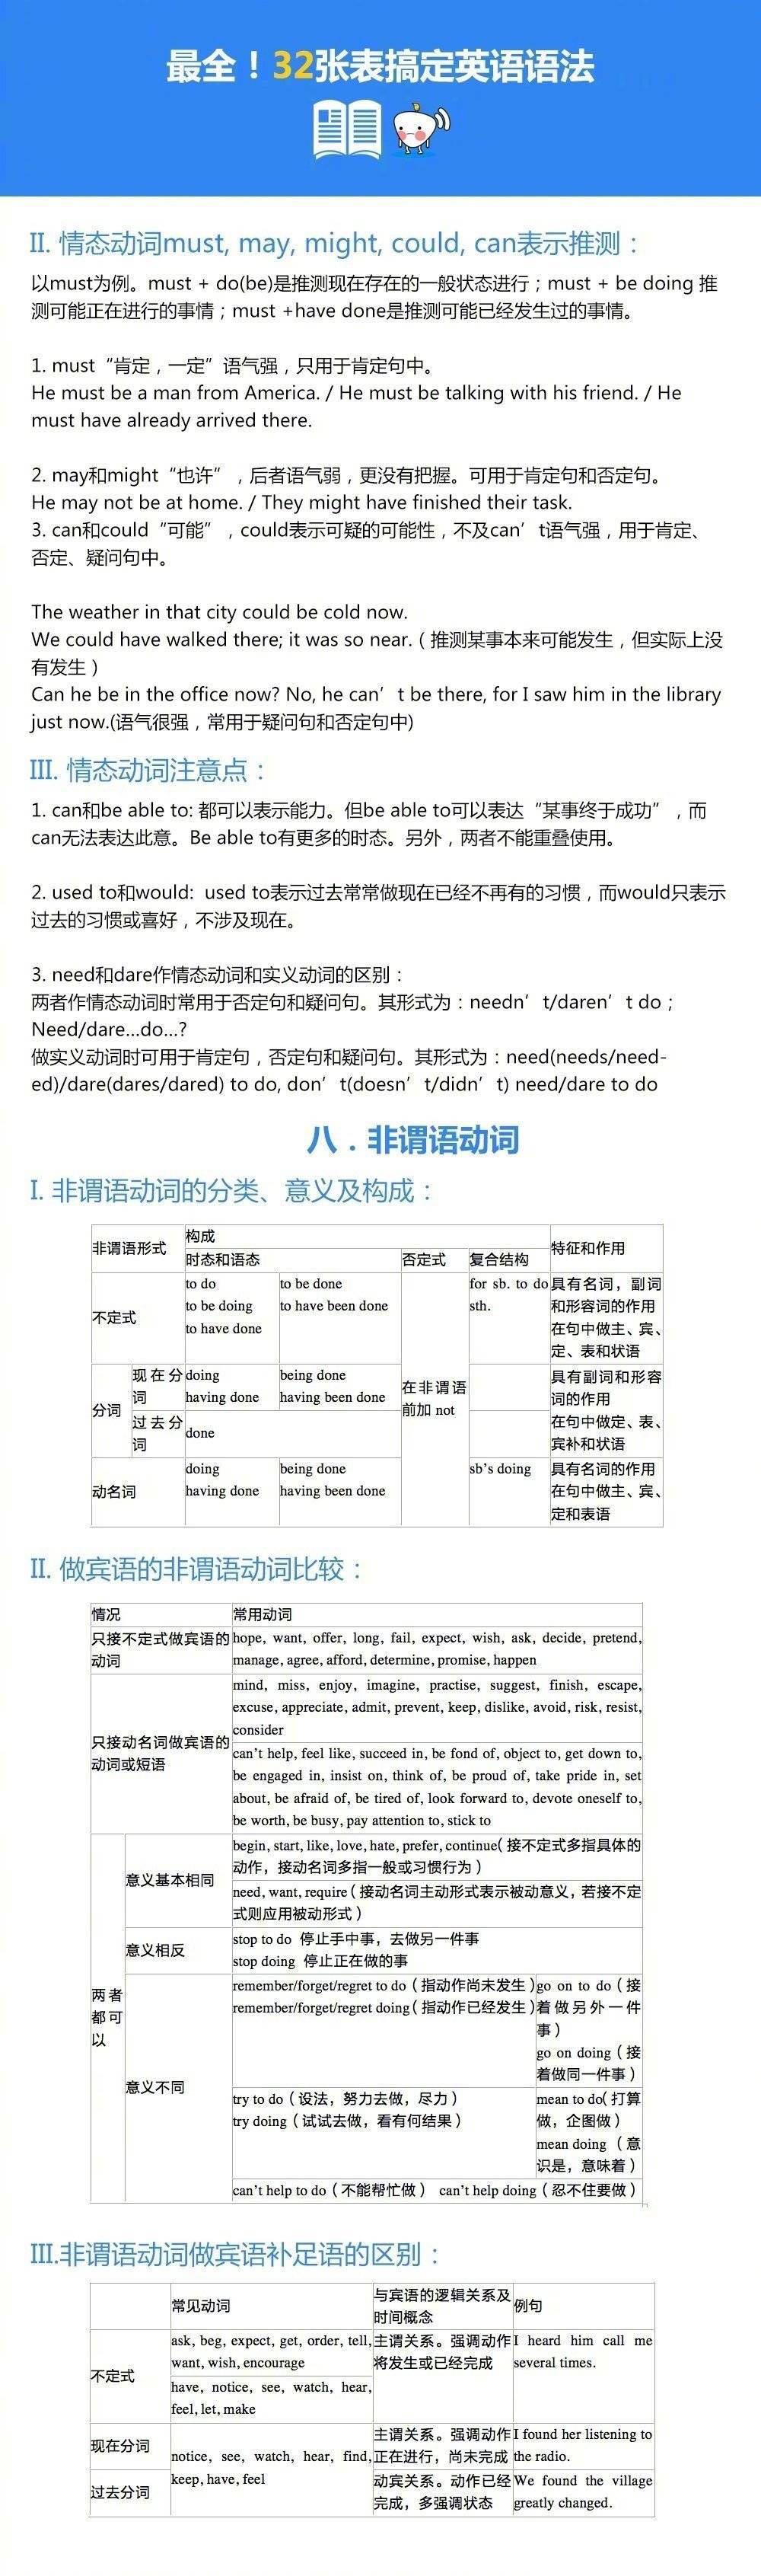 最全！32张表搞定英语语法
II. 情态动词must, may, might, could, can表示推测：
以must为例。must + do(be)是推测现在存在的一般状态进行；must + be doing 推
测可能正在进行的事情；must +have done是推测可能已经发生过的事情。
1. must“肯定，一定”语气强，只用于肯定句中。
He must be a man from America. / He must be talking with his friend. / He
must have already arrived there.
2. may和might“也许”，后者语气弱，更没有把握。可用于肯定句和否定句。
He may not be at home. / They might have finished their task.
3. can和could“可能”，could表示可疑的可能性，不及can’t语气强，用于肯定、
否定、疑问句中。
The weather in that city could be cold now.
We could have walked there; it was so near.（推测某事本来可能发生，但实际上没
有发生）
Can he be in the office now? No, he can’t be there, for I saw him in the library
just now.(语气很强，常用于疑问句和否定句中)
III. 情态动词注意点：
1. can和be able to: 都可以表示能力。但be able to可以表达“某事终于成功”，而
can无法表达此意。Be able to有更多的时态。另外，两者不能重叠使用。
2. used to和would: used to表示过去常常做现在已经不再有的习惯，而would只表示
过去的习惯或喜好，不涉及现在。
3. need和dare作情态动词和实义动词的区别：
两者作情态动词时常用于否定句和疑问句。其形式为：needn’t/daren’t do；
Need/dare...do...?
做实义动词时可用于肯定句，否定句和疑问句。其形式为：need(needs/need-
ed)/dare(dares/dared) to do, don’t(doesn’t/didn’t) need/dare to do
八．非谓语动词
I. 非谓语动词的分类、意义及构成：
非谓语形式
构成
特征和作用
时态和语态
否定式
复合结构
不定式
to do
to be doing
to have done
to be done
to have been done
在非谓语
前加 not
for sb. to do
sth.
具有名词，副词
和形容词的作用
在句中做主、宾、
定、表和状语
分词
现在分
词
doing
having done
being done
having been done
具有副词和形容
词的作用
在句中做定、表、
宾补和状语
过去分
词
done
动名词
doing
having done
being done
having been done
sb’s doing
具有名词的作用
在句中做主、宾、
定和表语
II. 做宾语的非谓语动词比较：
情况
常用动词
只接不定式做宾语的
动词
hope, want, offer, long, fail, expect, wish, ask, decide, pretend,
manage, agree, afford, determine, promise, happen
只接动名词做宾语的
动词或短语
mind, miss, enjoy, imagine, practise, suggest, finish, escape,
excuse, appreciate, admit, prevent, keep, dislike, avoid, risk, resist,
consider
can’t help, feel like, succeed in, be fond of, object to, get down to,
be engaged in, insist on, think of, be proud of, take pride in, set
about, be afraid of, be tired of, look forward to, devote oneself to,
be worth, be busy, pay attention to, stick to
两者
都可
以
意义基本相同
begin, start, like, love, hate, prefer, continue（接不定式多指具体的
动作，接动名词多指一般或习惯行为）
need, want, require（接动名词主动形式表示被动意义，若接不定
式则应用被动形式）
意义相反
stop to do 停止手中事，去做另一件事
stop doing 停止正在做的事
意义不同
remember/forget/regret to do（指动作尚未发生）
remember/forget/regret doing（指动作已经发生）
go on to do（接
着做另外一件
事）
go on doing（接
着做同一件事）
try to do（设法，努力去做，尽力）
try doing（试试去做，看有何结果）
mean to do（打算
做，企图做）
mean doing（意
识是，意味着）
can’t help to do（不能帮忙做） can’t help doing（忍不住要做）
III.非谓语动词做宾语补足语的区别：
常见动词
与宾语的逻辑关系及
时间概念
例句
不定式
ask, beg, expect, get, order, tell,
want, wish, encourage
have, notice, see, watch, hear,
feel, let, make
主谓关系。强调动作
将发生或已经完成
I heard him call me
several times.
现在分词
notice, see, watch, hear, find,
keep, have, feel
主谓关系。强调动作
正在进行，尚未完成
I found her listening to
the radio.
过去分词
动宾关系。动作已经
完成，多强调状态
We found the village
greatly changed.